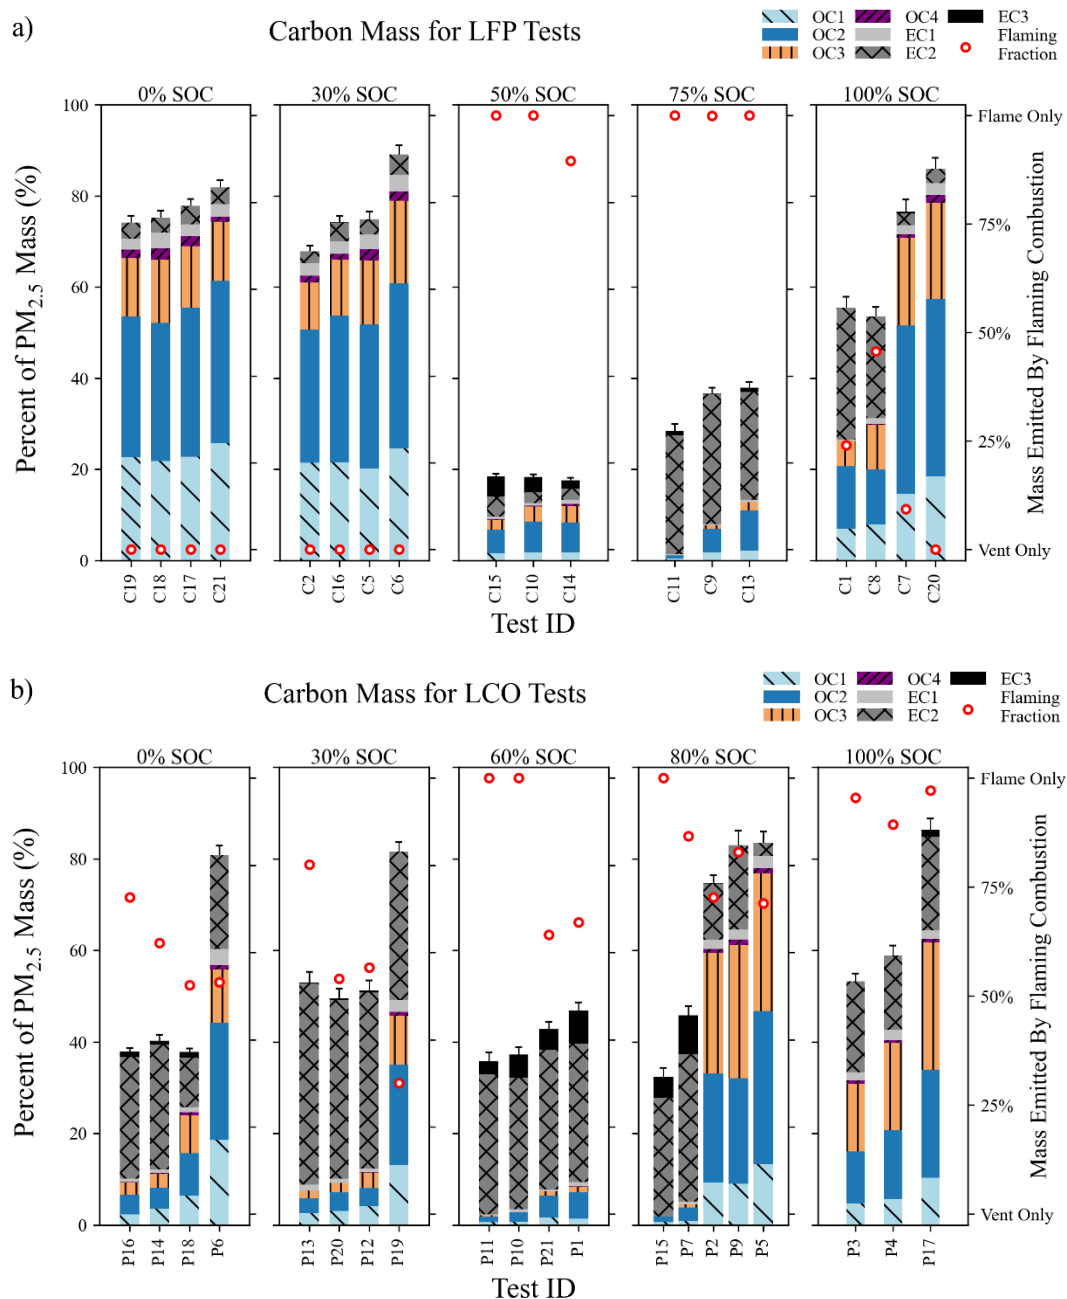 a)
Carbon Mass for LFP Tests
OC1 OC4 EC3
OC2 EC1 Flaming
OC3 EC2 Fraction
0% SOC 30% SOC 50% SOC 75% SOC 100% SOC
Percent of PM2.5 Mass (%)
100
80
60
40
20
0
Flame Only
75%
50%
25%
Vent Only
Mass Emitted By Flaming Combustion
C19 C18 C17 C21 C2 C16 C5 C6 C15 C10 C14 C11 C9 C13 C1 C8 C7 C20
Test ID
b)
Carbon Mass for LCO Tests
OC1 OC4 EC3
OC2 EC1 Flaming
OC3 EC2 Fraction
0% SOC 30% SOC 60% SOC 80% SOC 100% SOC
Percent of PM2.5 Mass (%)
100
80
60
40
20
0
Flame Only
75%
50%
25%
Vent Only
Mass Emitted By Flaming Combustion
P16 P14 P18 P6 P13 P20 P12 P19 P11 P10 P21 P1 P15 P7 P2 P9 P5 P3 P4 P17
Test ID